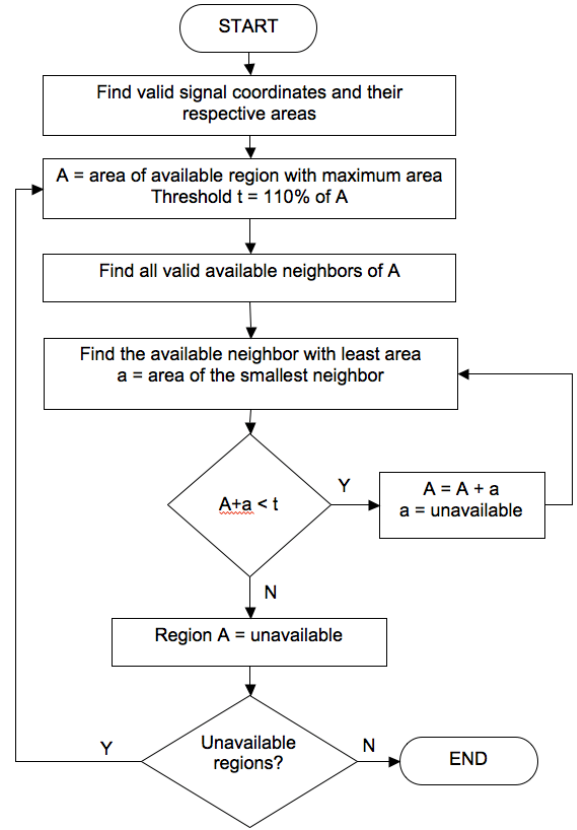 START
Find valid signal coordinates and their
respective areas
A = area of available region with maximum area
Threshold t = 110% of A
Find all valid available neighbors of A
Find the available neighbor with least area
a = area of the smallest neighbor
A+a < t
Y
A = A + a
a = unavailable
N
Region A = unavailable
Unavailable
regions?
Y
N
END